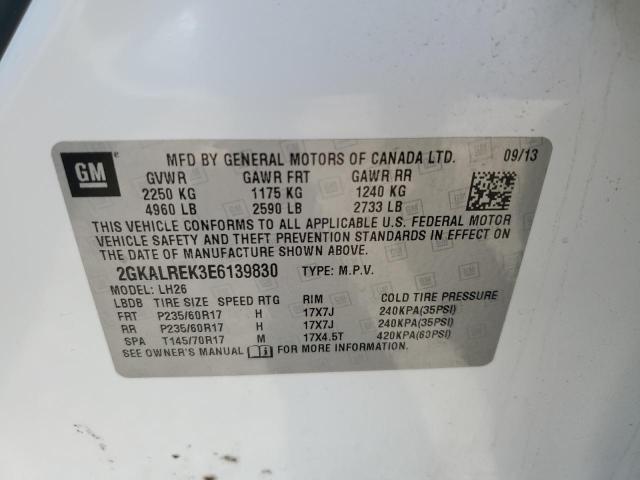 GM
MFD BY GENERAL MOTORS OF CANADA LTD. 09/13
GVWR GAWR FRT GAWR RR
2250 KG 1175 KG 1240 KG
4960 LB 2590 LB 2733 LB
THIS VEHICLE CONFORMS TO ALL APPLICABLE U.S. FEDERAL MOTOR
VEHICLE SAFETY AND THEFT PREVENTION STANDARDS IN EFFECT ON
THE DATE OF MANUFACTURE SHOWN ABOVE.
2GKALREK3E6139830 TYPE: M.P.V.
MODEL: LH26
LBDB TIRE SIZE SPEED RTG RIM COLD TIRE PRESSURE
FRT P235/60R17 H 17X7J 240KPA(35PSI)
RR P235/60R17 H 17X7J 240KPA(35PSI)
SPA T145/70R17 M 17X4.5T 420KPA(60PSI)
SEE OWNER'S MANUAL FOR MORE INFORMATION.